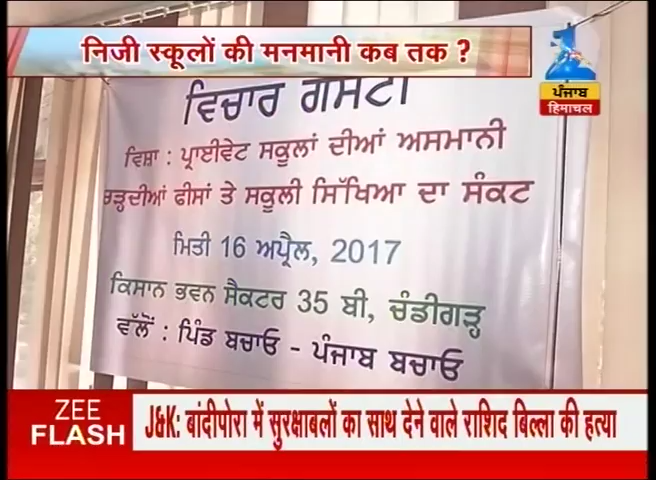 निजी स्कूलों की मनमानी कब तक ?
ਪੰਜਾਬ
हिमाचल
ਵਿਚਾਰ ਗੋਸਟੀ
ਵਿਸ਼ਾ : ਪ੍ਰਾਈਵੇਟ ਸਕੂਲਾਂ ਦੀਆਂ ਅਸਮਾਨੀ
ਚੜ੍ਹਦੀਆਂ ਫੀਸਾਂ ਤੇ ਸਕੂਲੀ ਸਿੱਖਿਆ ਦਾ ਸੰਕਟ
ਮਿਤੀ 16 ਅਪ੍ਰੈਲ, 2017
ਕਿਸਾਨ ਭਵਨ ਸੈਕਟਰ 35 ਬੀ, ਚੰਡੀਗੜ੍ਹ
ਵੱਲੋਂ : ਪਿੰਡ ਬਚਾਓ - ਪੰਜਾਬ ਬਚਾਓ
ZEE
FLASH
J&K: बांदीपोरा में सुरक्षाबलों का साथ देने वाले राशिद बिल्ला की हत्या